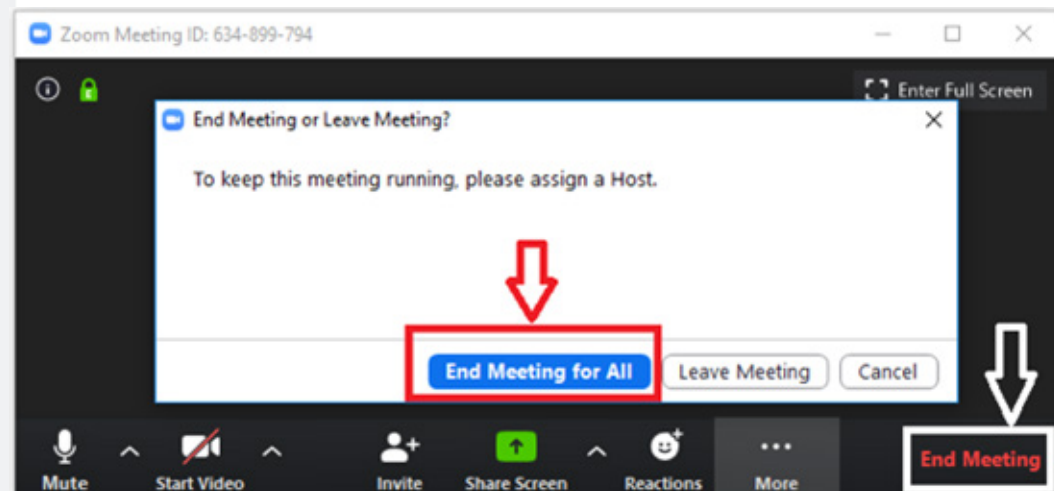 Zoom Meeting ID: 634-899-794
Enter Full Screen
End Meeting or Leave Meeting?
To keep this meeting running, please assign a Host.
End Meeting for All Leave Meeting Cancel
Mute Start Video Invite Share Screen Reactions More End Meeting